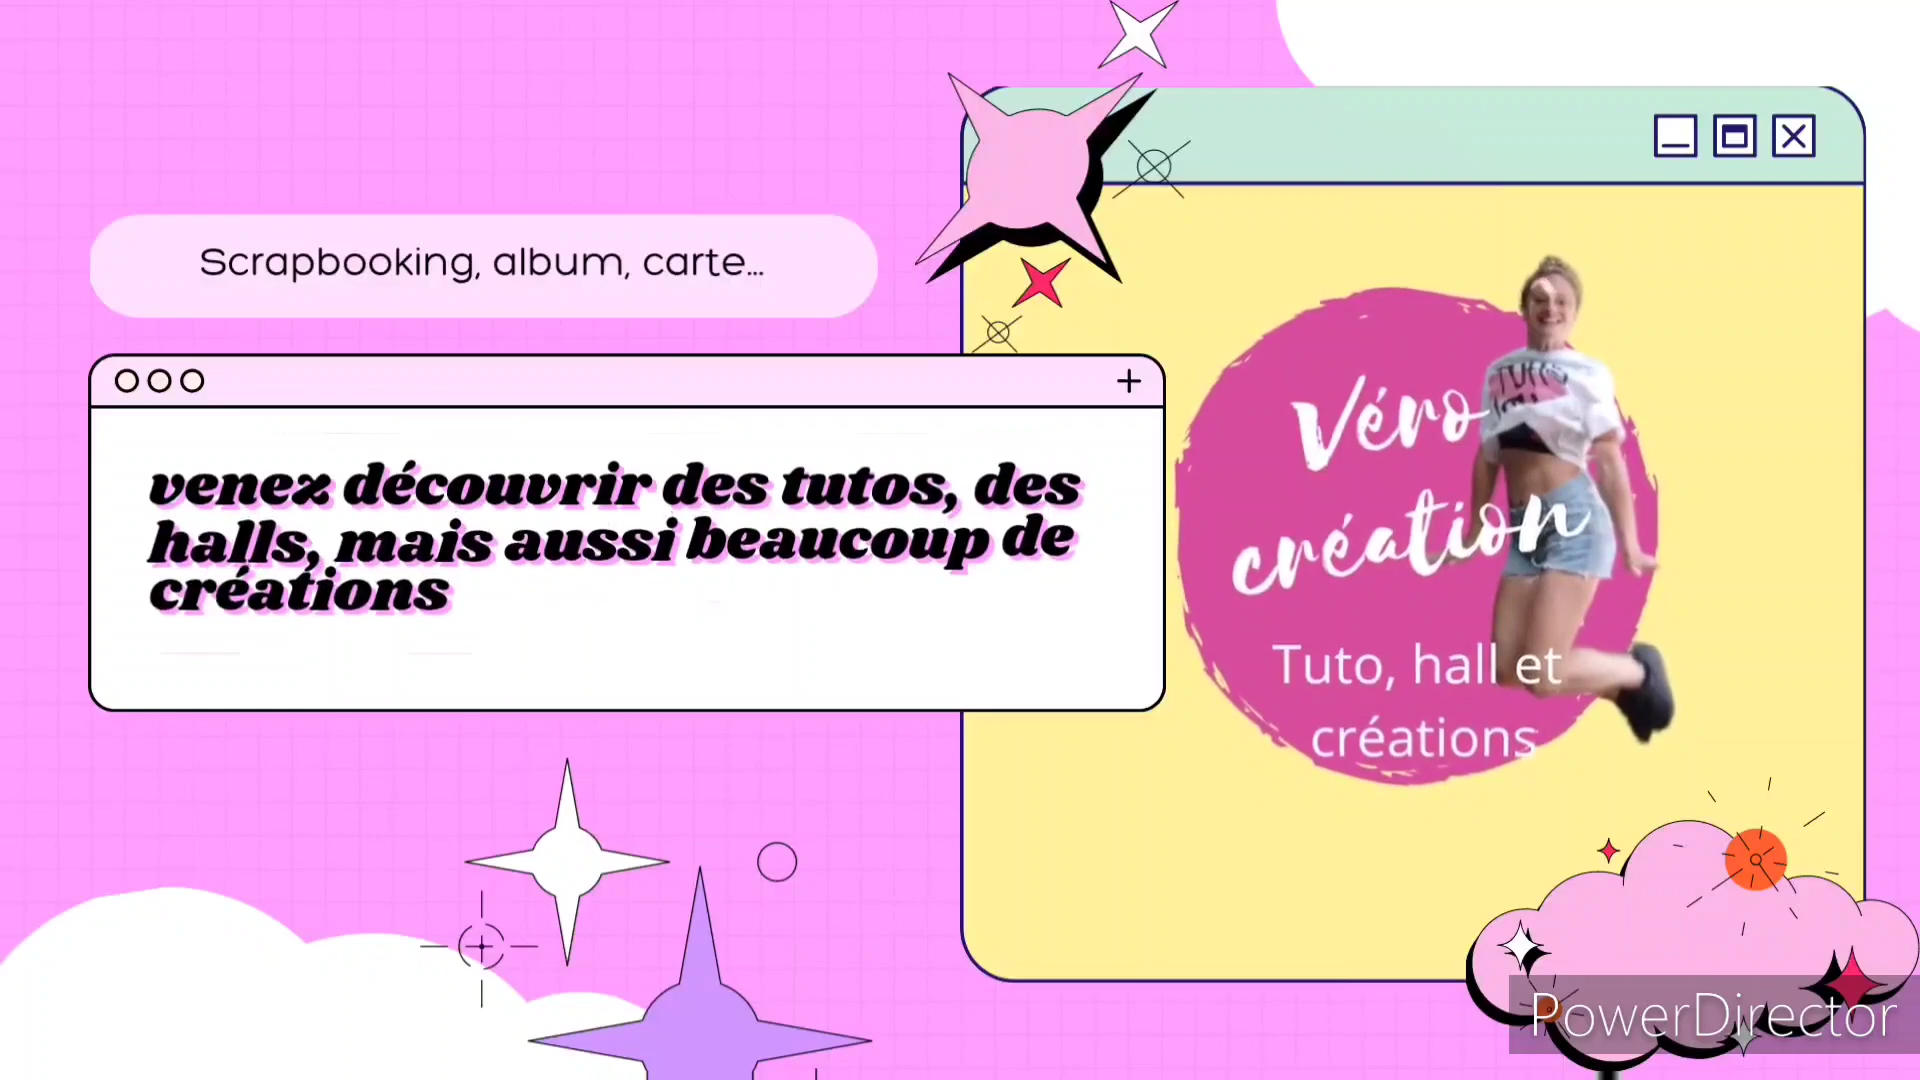 Scrapbooking, album, carte...
venez découvrir des tutos, des
halls, mais aussi beaucoup de
créations
Véro
création
Tuto, hall et
créations
PowerDirector